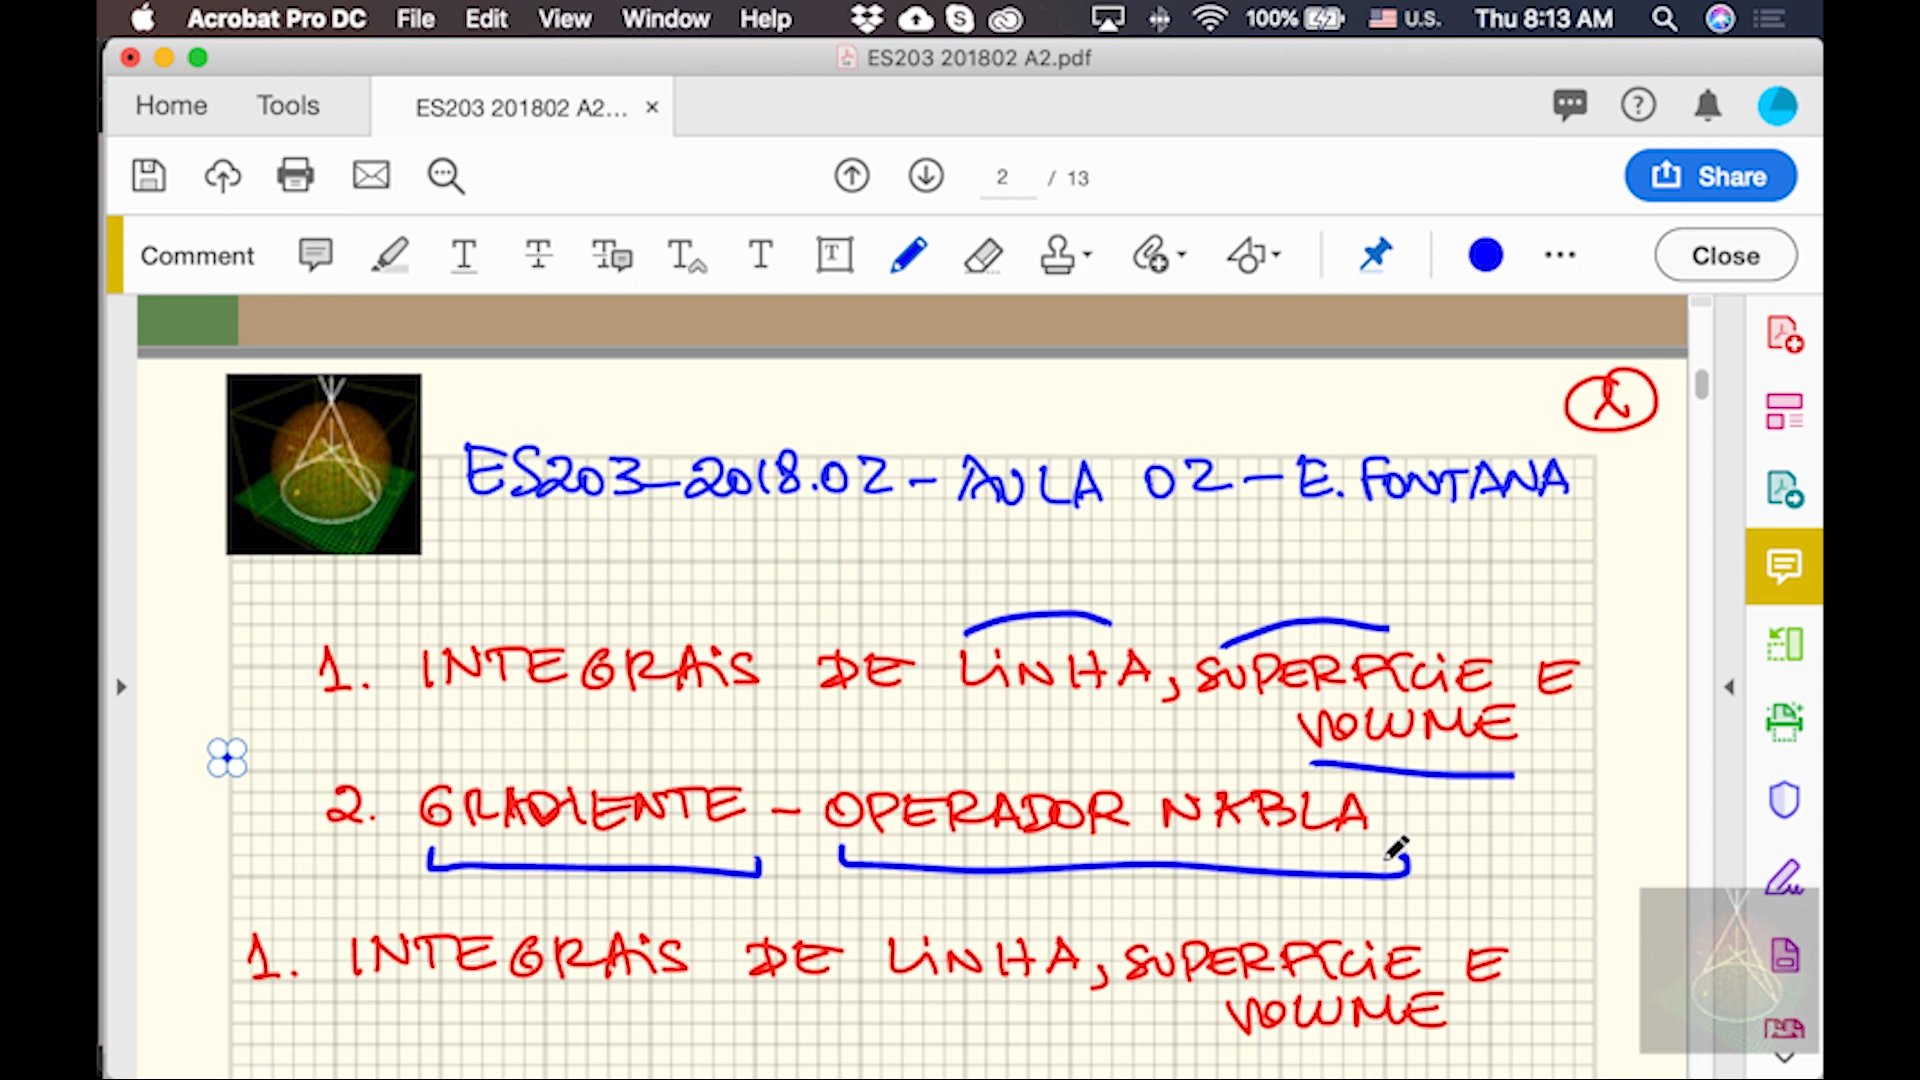 Acrobat Pro DC File Edit View Window Help 100% U.S. Thu 8:13 AM
ES203 201802 A2.pdf
Home Tools ES203 201802 A2... ×
2 / 13 Share
Comment Close
ES203-2018.02 - AULA 02 - E. FONTANA
1. INTEGRAIS DE LINHA, SUPERFÍCIE E
VOLUME
2. GRADIENTE - OPERADOR NABLA
1. INTEGRAIS DE LINHA, SUPERFÍCIE E
VOLUME